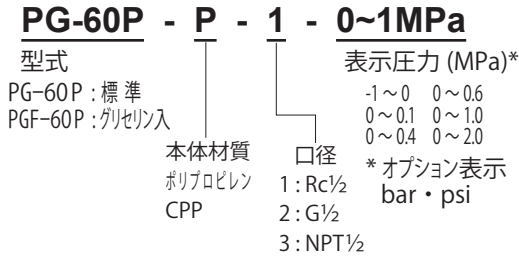 PG-60P - P - 1 - 0~1MPa
型式
PG-60P : 標 準
PGF-60P : グリセリン入
本体材質
ポリプロピレン
CPP
口径
1 : Rc½
2 : G½
3 : NPT½
表示圧力 (MPa)*
-1～0 0～0.6
0～0.1 0～1.0
0～0.4 0～2.0
* オプション表示
bar・psi